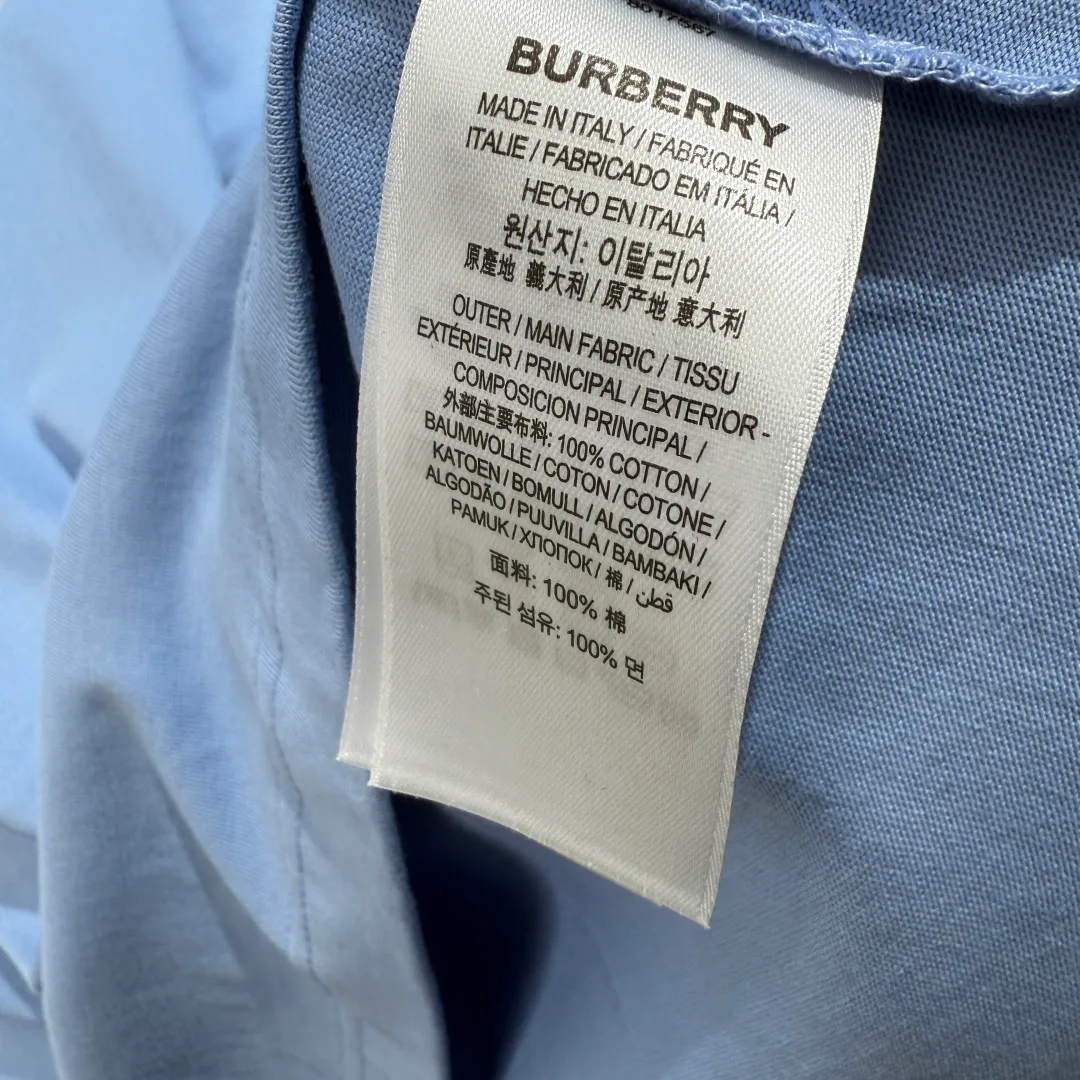 BURBERRY
MADE IN ITALY / FABRIQUÉ EN
ITALIE / FABRICADO EM ITÁLIA /
HECHO EN ITALIA
원산지: 이탈리아
原產地 義大利 / 原产地 意大利
OUTER / MAIN FABRIC / TISSU
EXTÉRIEUR / PRINCIPAL / EXTERIOR -
COMPOSICION PRINCIPAL /
外部/主要布料: 100% COTTON /
BAUMWOLLE / COTON / COTONE /
KATOEN / BOMULL / ALGODÓN /
ALGODÃO / PUUVILLA / BAMBAKI /
PAMUK / ХЛОПОК / 棉 / قطن
面料: 100% 棉
주된 섬유: 100% 면